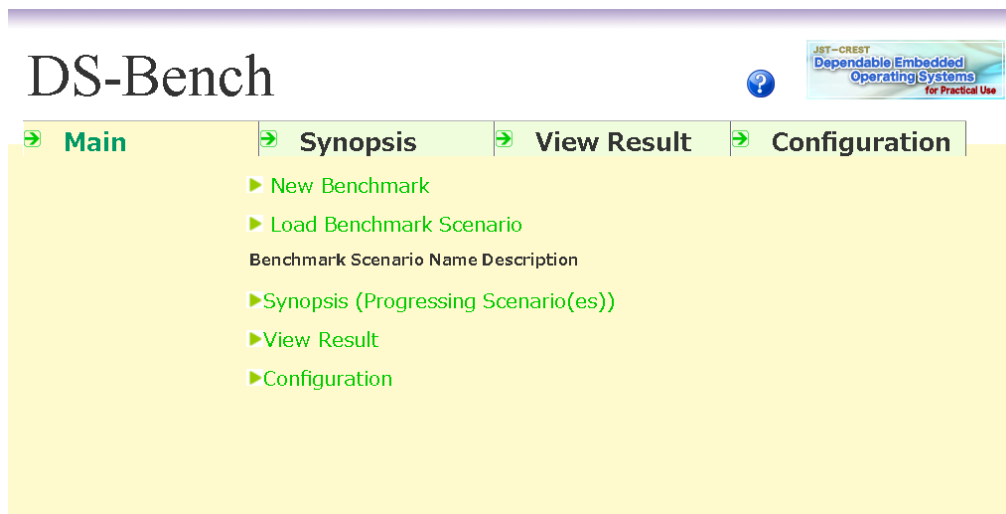 DS-Bench
?
JST-CREST
Dependable Embedded
Operating Systems
for Practical Use
Main
Synopsis
View Result
Configuration
New Benchmark
Load Benchmark Scenario
Benchmark Scenario Name Description
Synopsis (Progressing Scenario(es))
View Result
Configuration